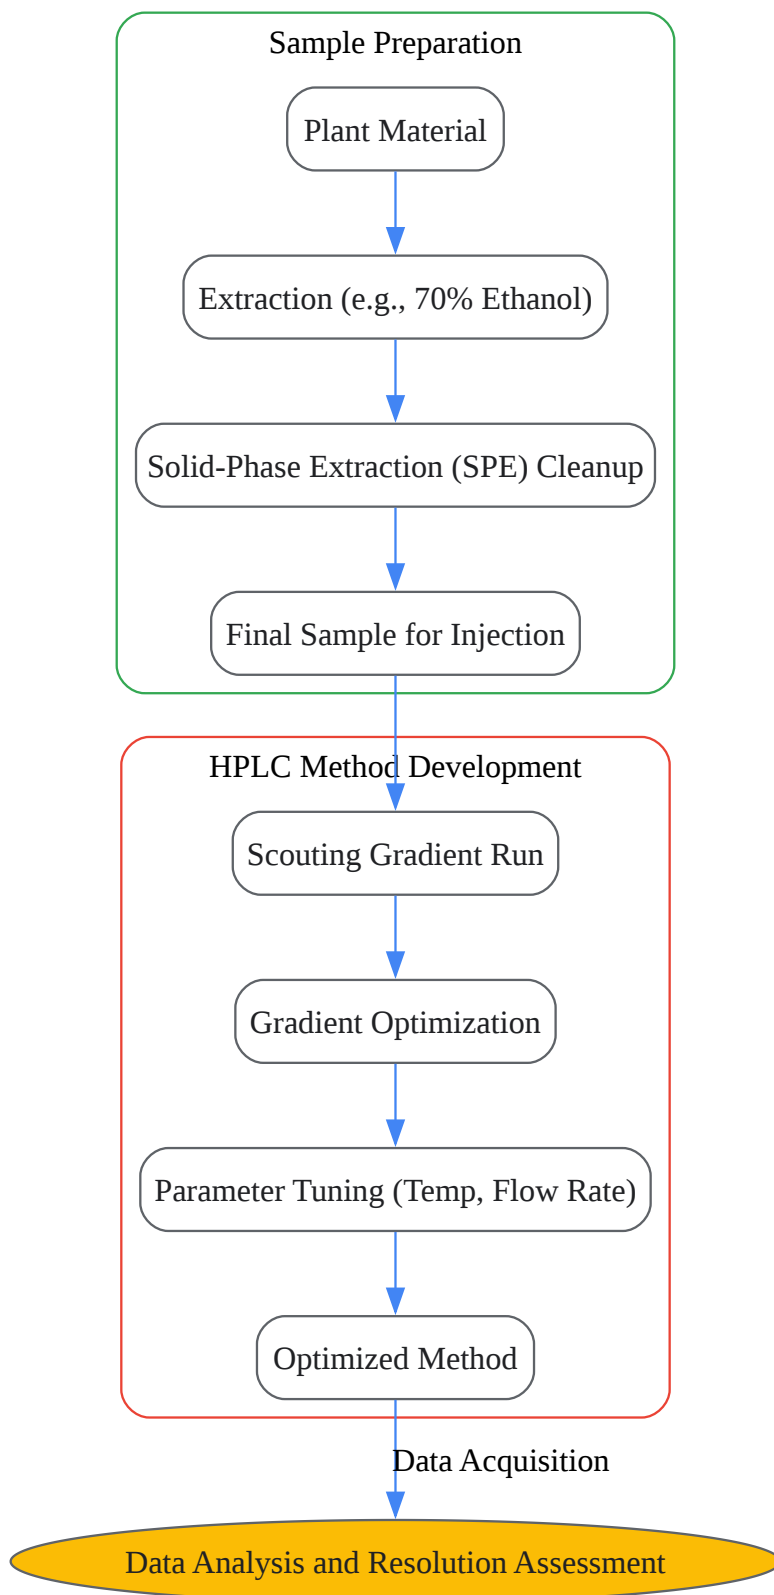 Sample Preparation
Plant Material
Extraction (e.g., 70% Ethanol)
Solid-Phase Extraction (SPE) Cleanup
Final Sample for Injection
HPLC Method Development
Scouting Gradient Run
Gradient Optimization
Parameter Tuning (Temp, Flow Rate)
Optimized Method
Data Acquisition
Data Analysis and Resolution Assessment